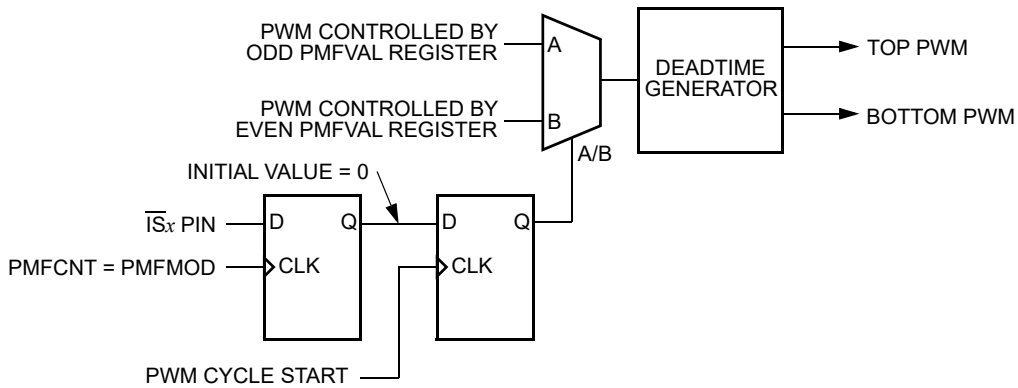 PWM CONTROLLED BY
ODD PMFVAL REGISTER
A
DEADTIME
GENERATOR
TOP PWM
PWM CONTROLLED BY
EVEN PMFVAL REGISTER
B
BOTTOM PWM
A/B
INITIAL VALUE = 0
I̅S̅x PIN
D
Q
D
Q
PMFCNT = PMFMOD
CLK
CLK
PWM CYCLE START